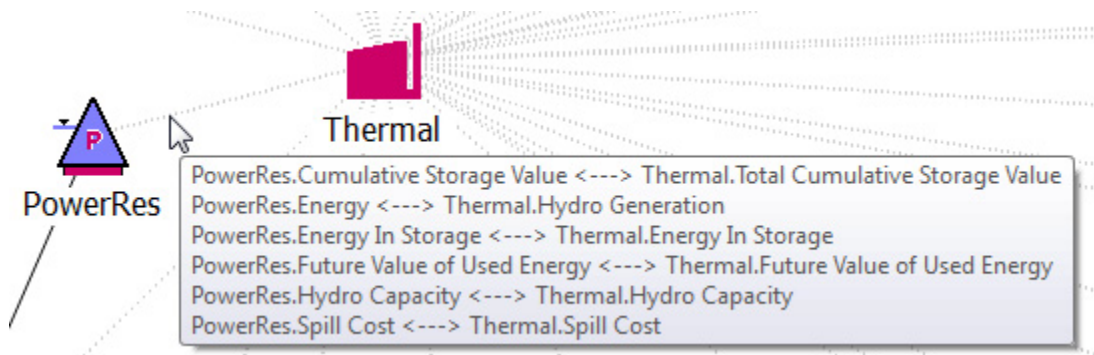 Thermal
P
PowerRes
PowerRes.Cumulative Storage Value <---> Thermal.Total Cumulative Storage Value
PowerRes.Energy <---> Thermal.Hydro Generation
PowerRes.Energy In Storage <---> Thermal.Energy In Storage
PowerRes.Future Value of Used Energy <---> Thermal.Future Value of Used Energy
PowerRes.Hydro Capacity <---> Thermal.Hydro Capacity
PowerRes.Spill Cost <---> Thermal.Spill Cost